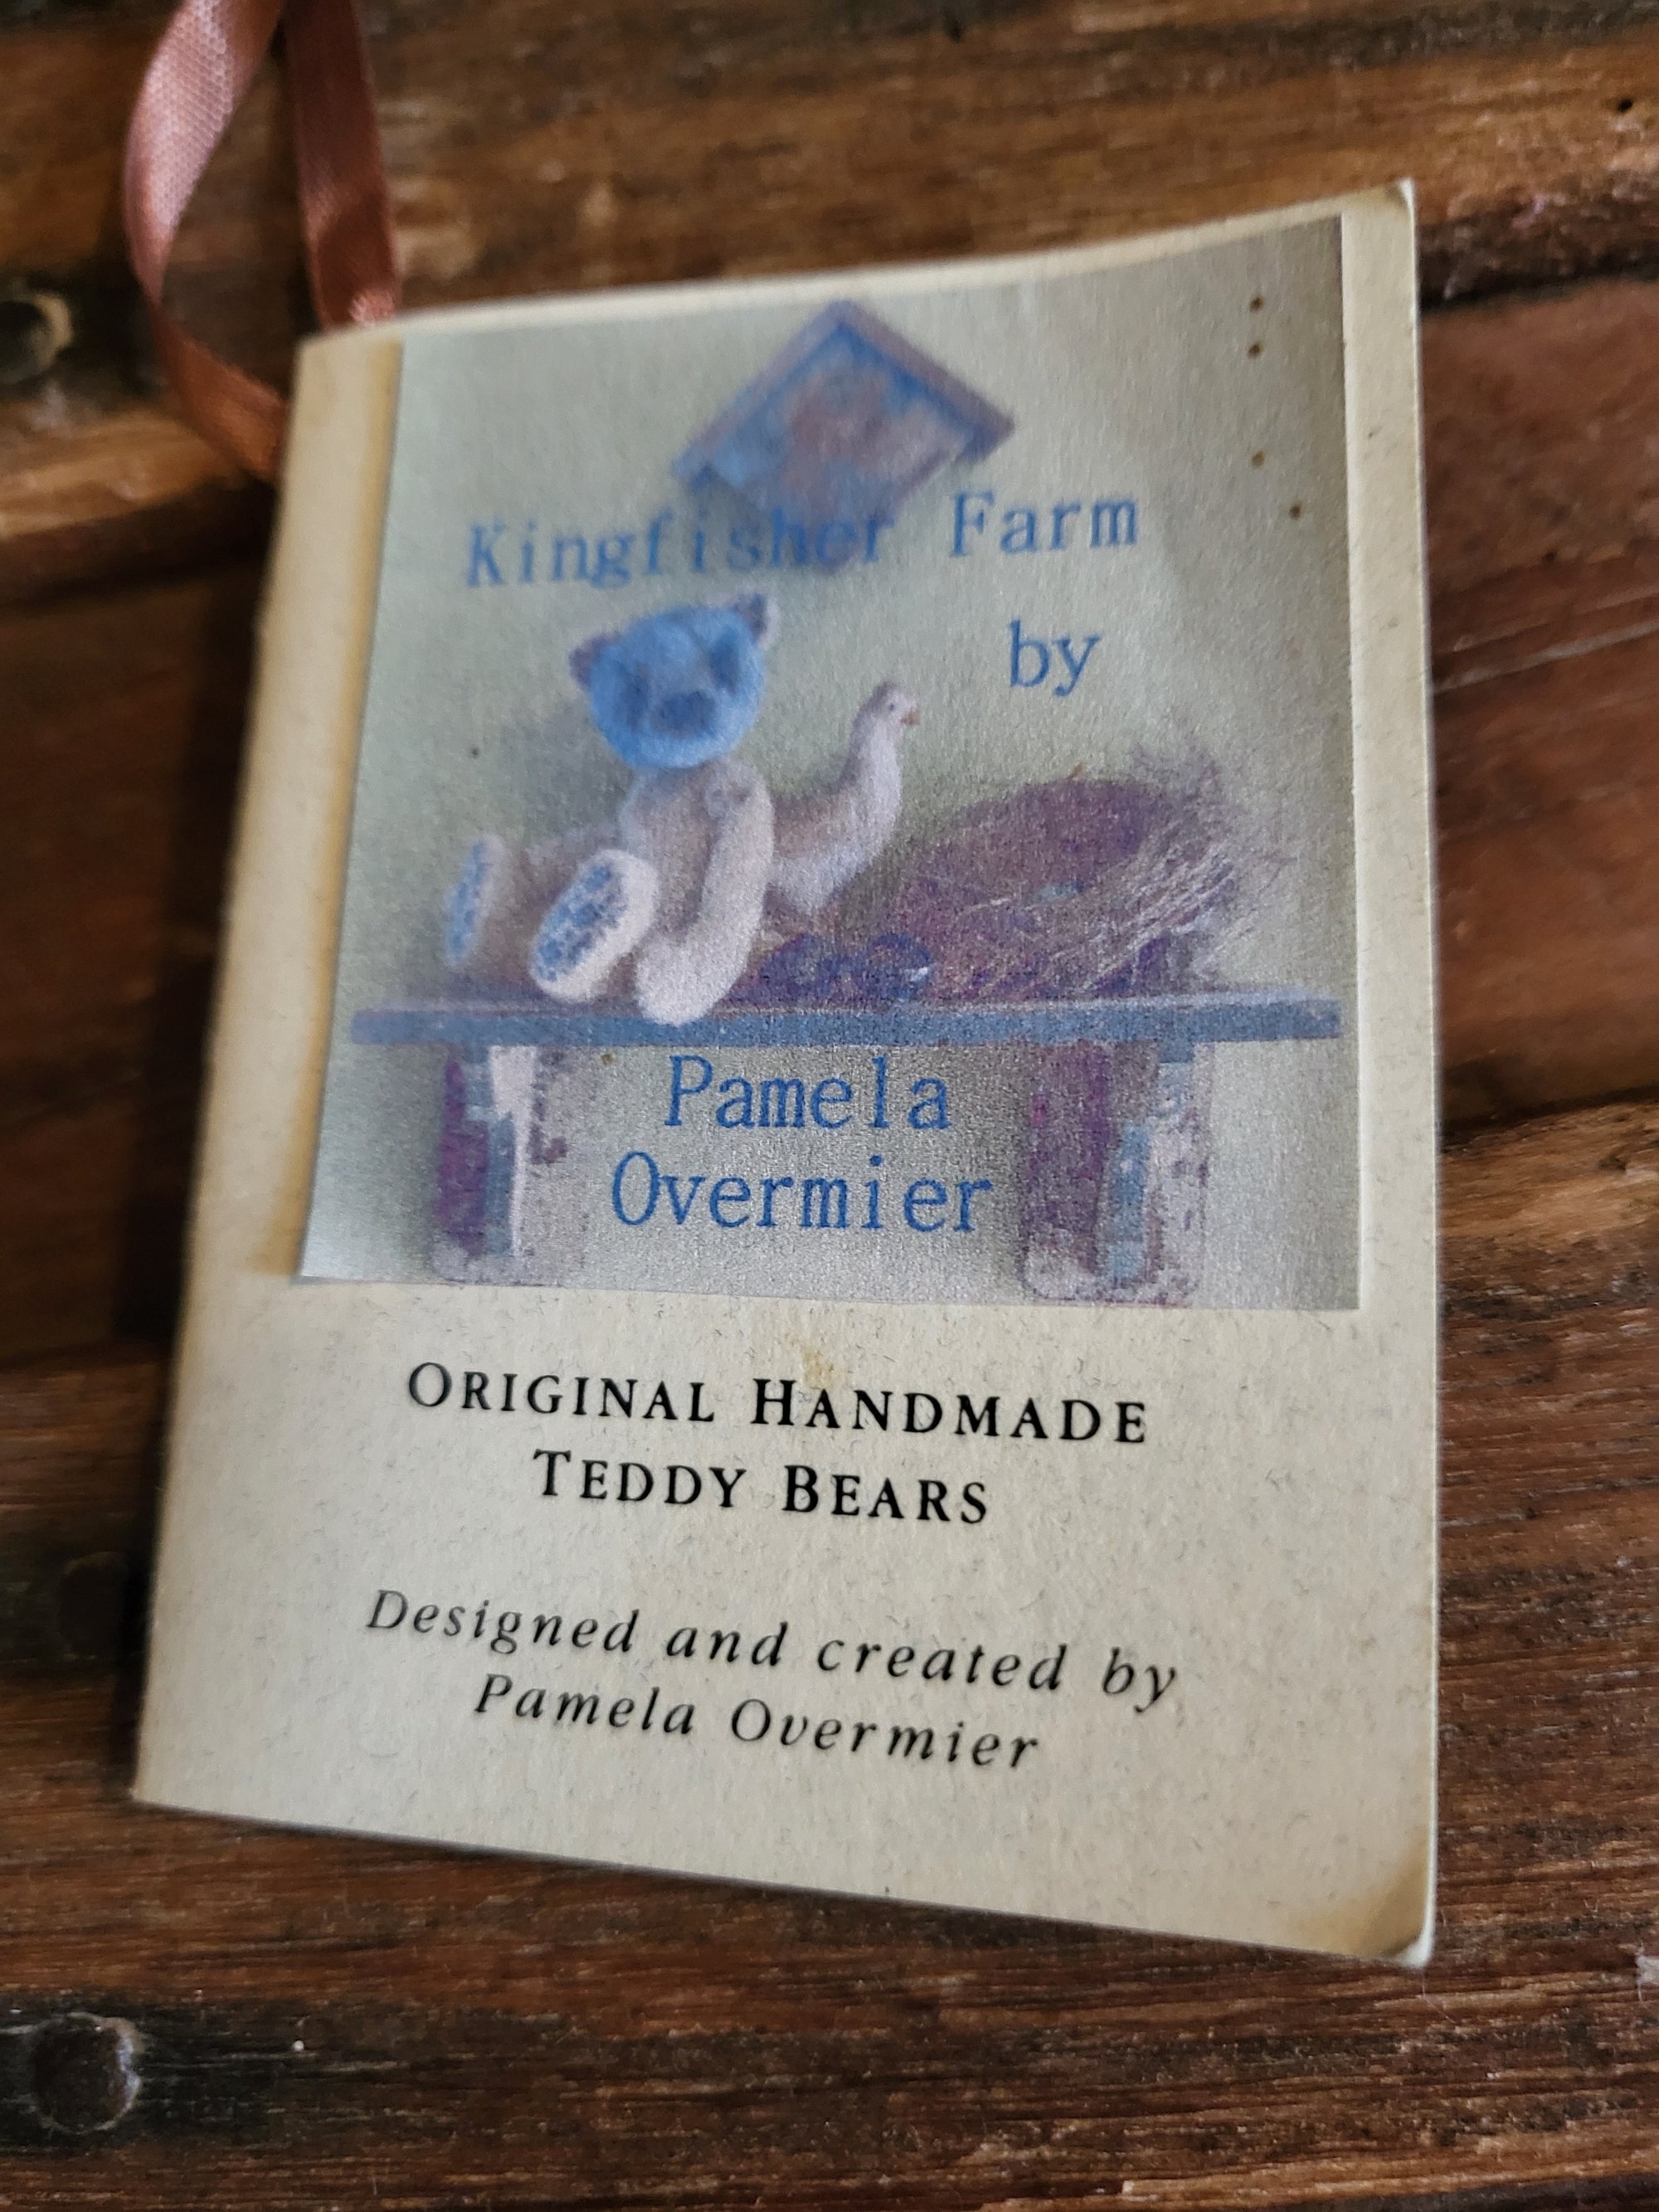 Kingfisher Farm
by
Pamela
Overmier
ORIGINAL HANDMADE
TEDDY BEARS
Designed and created by
Pamela Overmier